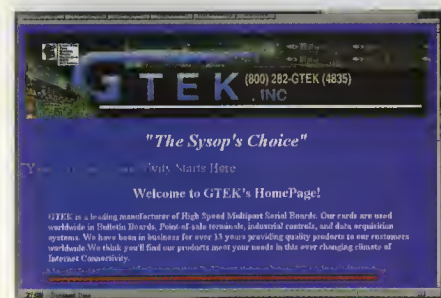 GTEK
(800) 282-GTEK (4835)
. INC
"The Sysop's Choice"
Starts Here
Welcome to GTEK's HomePage!
GTEK is a leading manufacturer of High Speed Multiport Serial Boards. Our cards are used
worldwide in Bulletin Boards, Point-of-sale terminals, industrial controls, and data acquisition
systems. We have been in business for over 15 years providing quality products to our customers
worldwide. We think you'll find our products meet your needs in this ever changing climate of
Internet Connectivity.